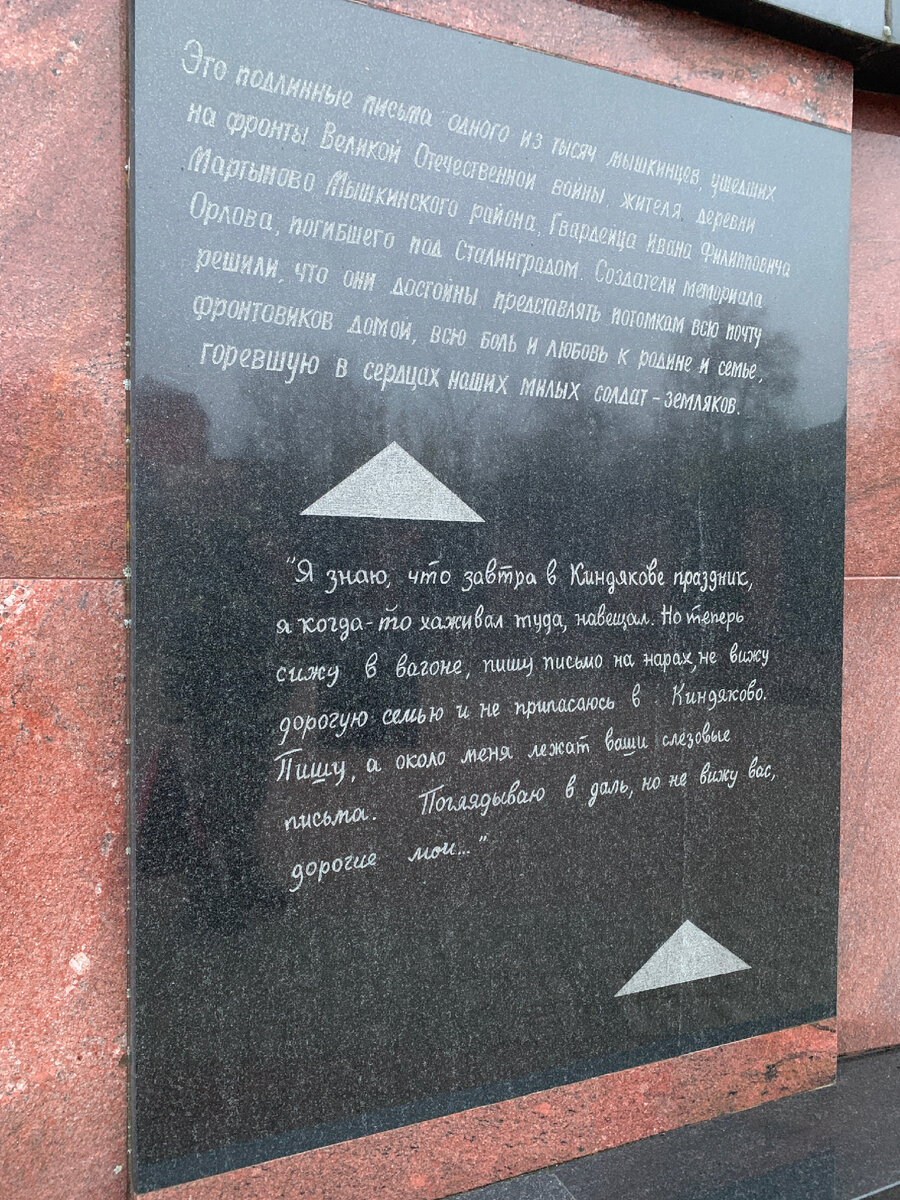 Это подлинные письма одного из тысяч мышкинцев, ушедших
на фронты Великой Отечественной войны жителя деревни
Мартыново Мышкинского района, Гвардейца Ивана Филипповича
Орлова, погибшего под Сталинградом. Создатели мемориала
решили, что они достойны представлять потомкам всю почту
фронтовиков домой, всю боль и любовь к родине и семье,
горевшую в сердцах наших милых солдат-земляков.
"Я знаю, что завтра в Киндякове праздник,
я когда-то хаживал туда, навещал. Но теперь
сижу в вагоне, пишу письмо на нарах, не вижу
дорогую семью и не припасаюсь в Киндяково.
Пишу, а около меня лежат ваши слезовые
письма. Поглядываю в даль, но не вижу вас,
дорогие мои..."